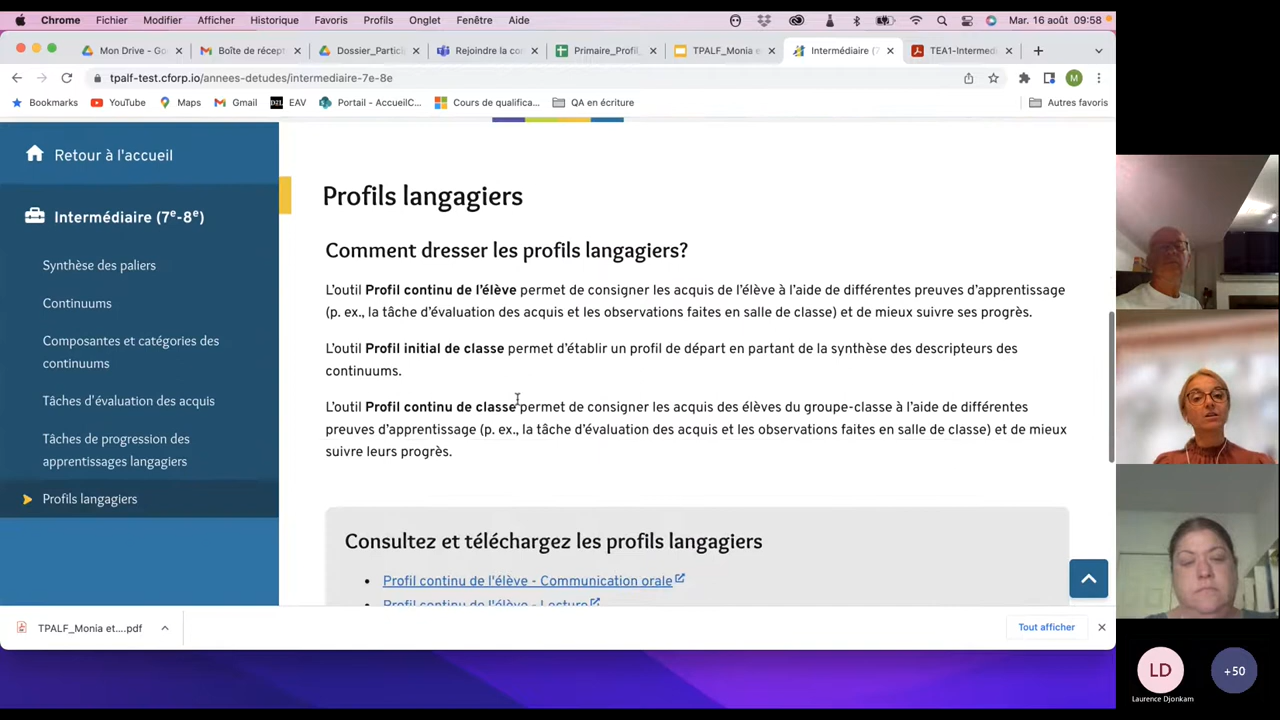 Chrome Fichier Modifier Afficher Historique Favoris Profils Onglet Fenêtre Aide Mar. 16 août 09:58
Mon Drive - Go Boîte de récept Dossier_Partici Rejoindre la co Primaire_Profil_ TPALF_Monia et Intermédiaire (7 TEA1-Intermed
tpalf-test.cforp.io/annees-detudes/intermediaire-7e-8e
Bookmarks YouTube Maps Gmail EAV Portail - AccueilC... Cours de qualifica... QA en écriture Autres favoris
Retour à l'accueil
Intermédiaire (7e-8e)
Synthèse des paliers
Continuums
Composantes et catégories des
continuums
Tâches d'évaluation des acquis
Tâches de progression des
apprentissages langagiers
Profils langagiers
Profils langagiers
Comment dresser les profils langagiers?
L'outil Profil continu de l'élève permet de consigner les acquis de l'élève à l'aide de différentes preuves d'apprentissage
(p. ex., la tâche d'évaluation des acquis et les observations faites en salle de classe) et de mieux suivre ses progrès.
L'outil Profil initial de classe permet d'établir un profil de départ en partant de la synthèse des descripteurs des
continuums.
L'outil Profil continu de classe permet de consigner les acquis des élèves du groupe-classe à l'aide de différentes
preuves d'apprentissage (p. ex., la tâche d'évaluation des acquis et les observations faites en salle de classe) et de mieux
suivre leurs progrès.
Consultez et téléchargez les profils langagiers
Profil continu de l'élève - Communication orale
Profil continu de l'élève - Lecture
TPALF_Monia et....pdf
Tout afficher
LD
Laurence Djonkam
+50